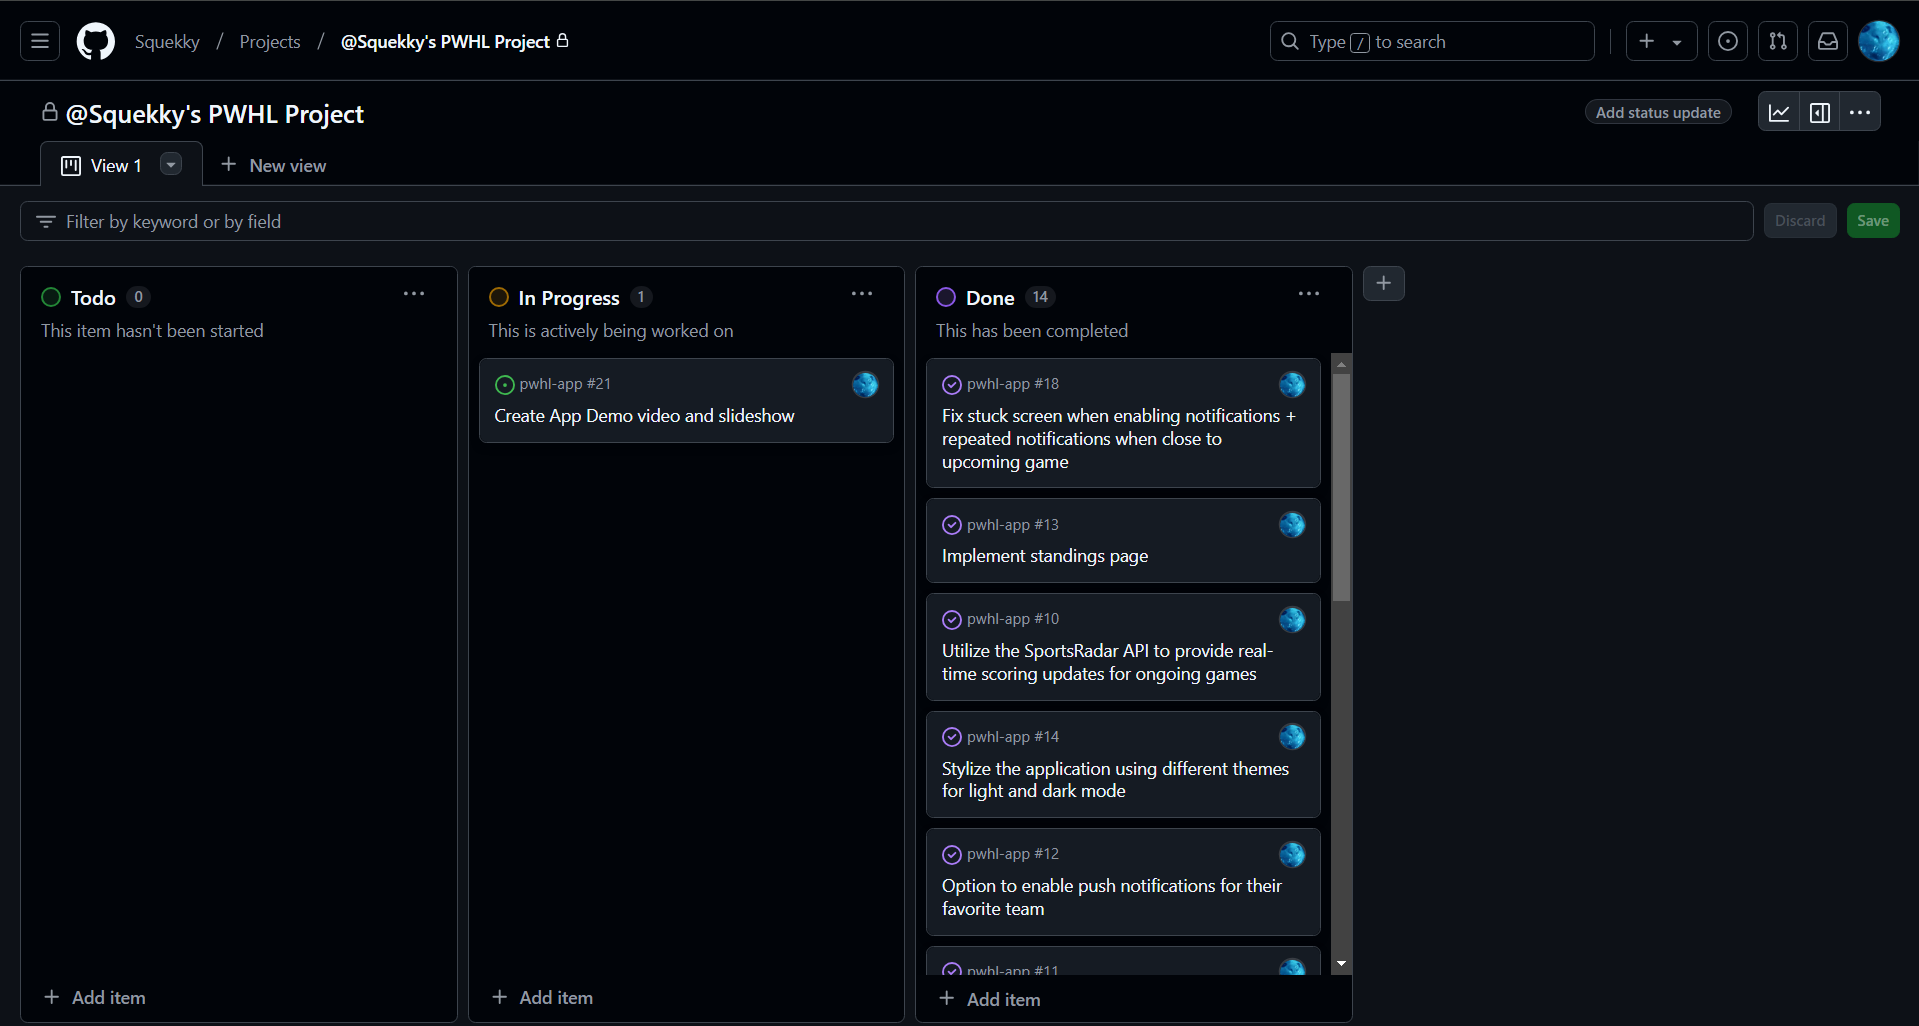 Squekky / Projects / @Squekky's PWHL Project
Type / to search
@Squekky's PWHL Project
Add status update
View 1
New view
Filter by keyword or by field
Discard
Save
Todo 0
This item hasn't been started
Add item
In Progress 1
This is actively being worked on
pwhl-app #21
Create App Demo video and slideshow
Add item
Done 14
This has been completed
pwhl-app #18
Fix stuck screen when enabling notifications +
repeated notifications when close to
upcoming game
pwhl-app #13
Implement standings page
pwhl-app #10
Utilize the SportsRadar API to provide real-
time scoring updates for ongoing games
pwhl-app #14
Stylize the application using different themes
for light and dark mode
pwhl-app #12
Option to enable push notifications for their
favorite team
pwhl-app #11
Add item